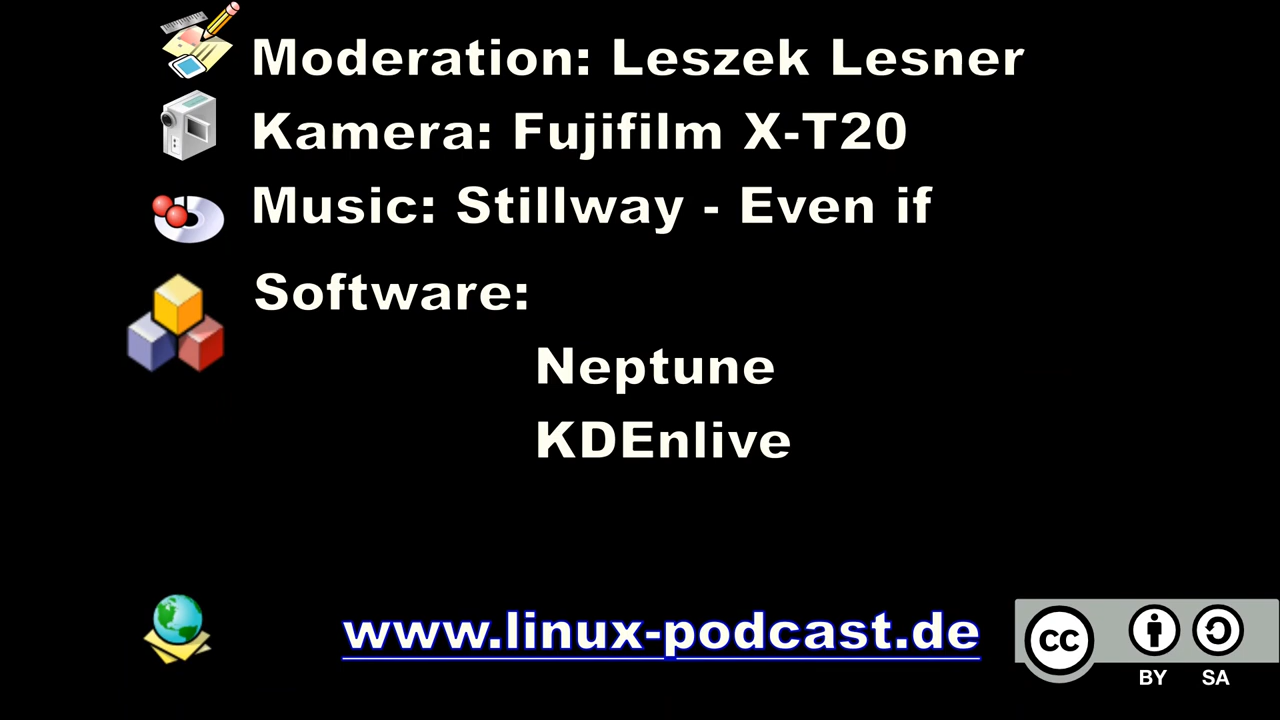 Moderation: Leszek Lesner
Kamera: Fujifilm X-T20
Music: Stillway - Even if
Software:
Neptune
KDEnlive
www.linux-podcast.de
cc
BY SA